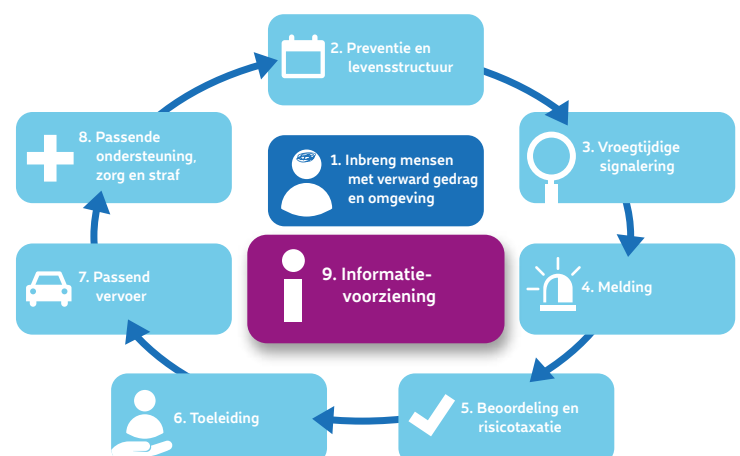 2. Preventie en
levensstructuur
8. Passende
ondersteuning,
zorg en straf
1. Inbreng mensen
met verward gedrag
en omgeving
3. Vroegtijdige
signalering
7. Passend
vervoer
9. Informatie-
voorziening
4. Melding
6. Toeleiding
5. Beoordeling en
risicotaxatie